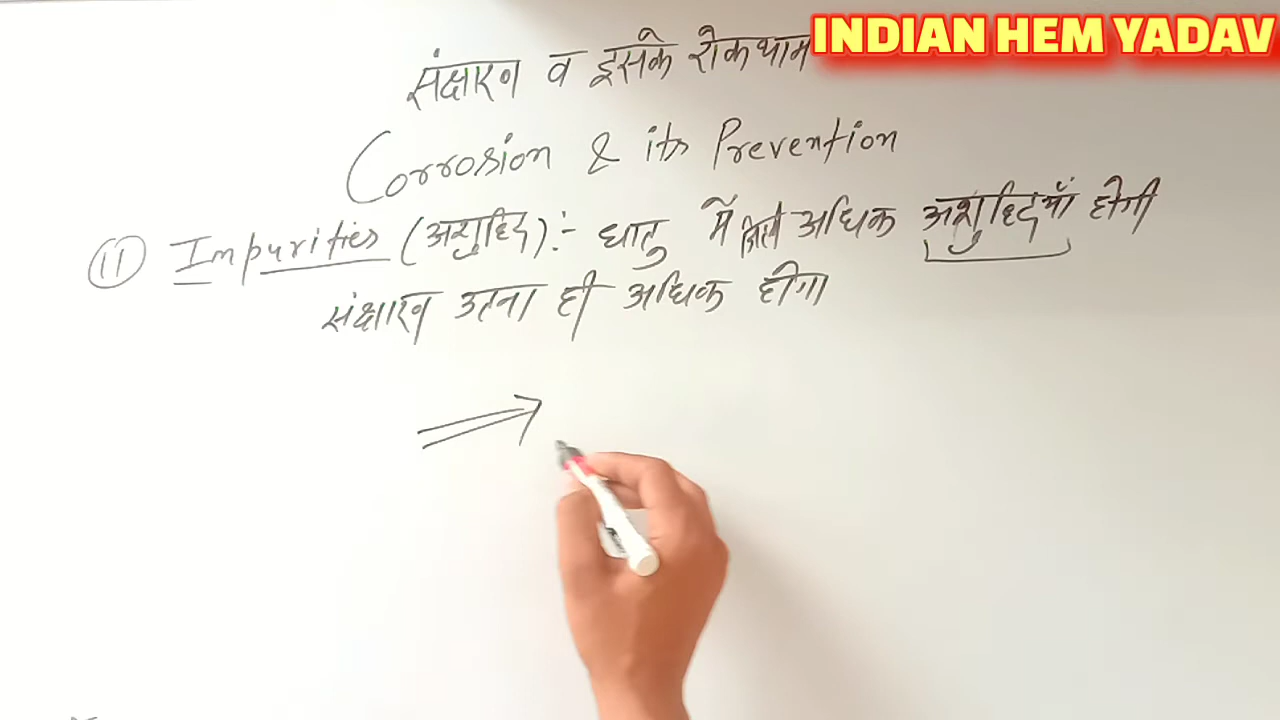 INDIAN HEM YADAV
संक्षारण व इसके रोकथाम
Corrosion & its Prevention
(11) Impurities (अशुद्धि) :- धातु में जितनी अधिक अशुद्धियाँ होंगी
संक्षारण उतना ही अधिक होगा